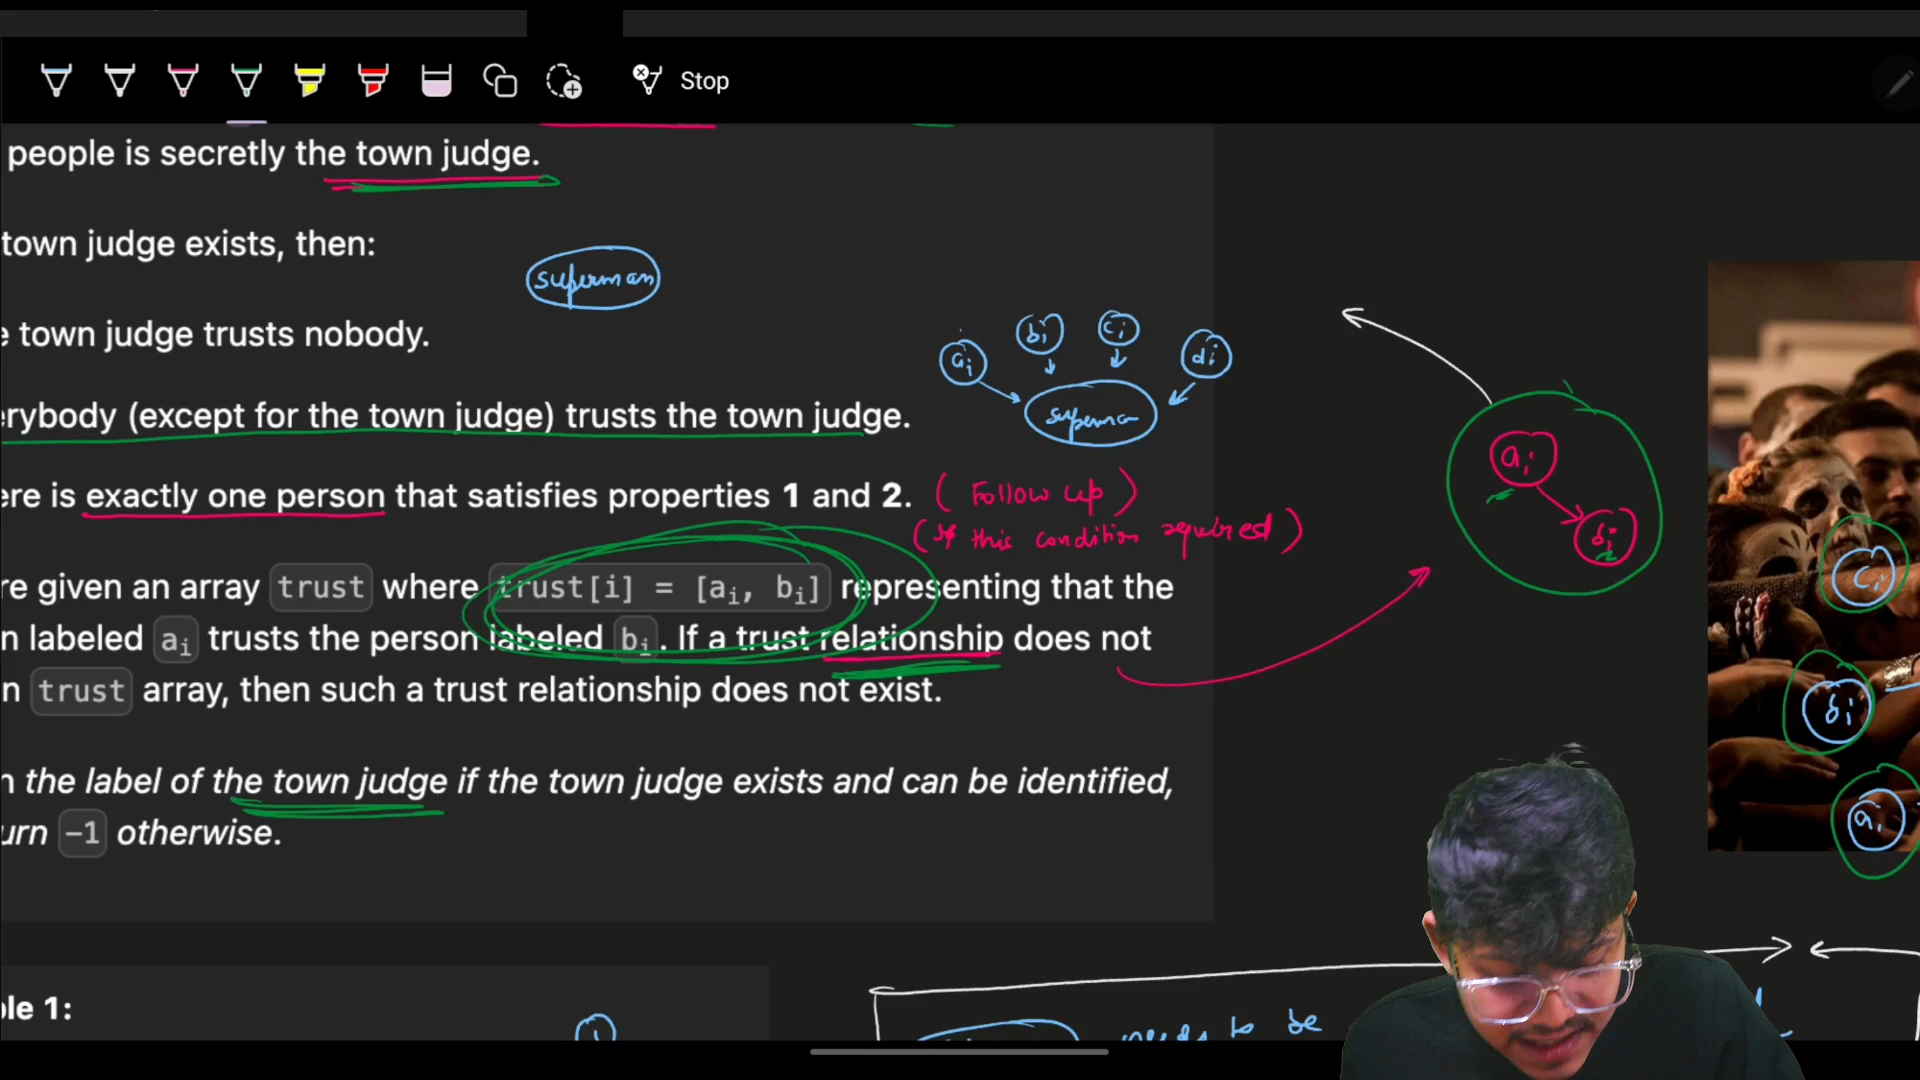 Stop
people is secretly the town judge.
town judge exists, then:
superman
e town judge trusts nobody.
ai bi ci di
erybody (except for the town judge) trusts the town judge.
superman
ai
ere is exactly one person that satisfies properties 1 and 2. (Follow up)
(if this condition required)
bi
ci
re given an array trust where trust[i] = [ai, bi] representing that the
n labeled ai trusts the person labeled bi. If a trust relationship does not
n trust array, then such a trust relationship does not exist.
bi
n the label of the town judge if the town judge exists and can be identified,
urn -1 otherwise.
ai
ple 1:
needs to be